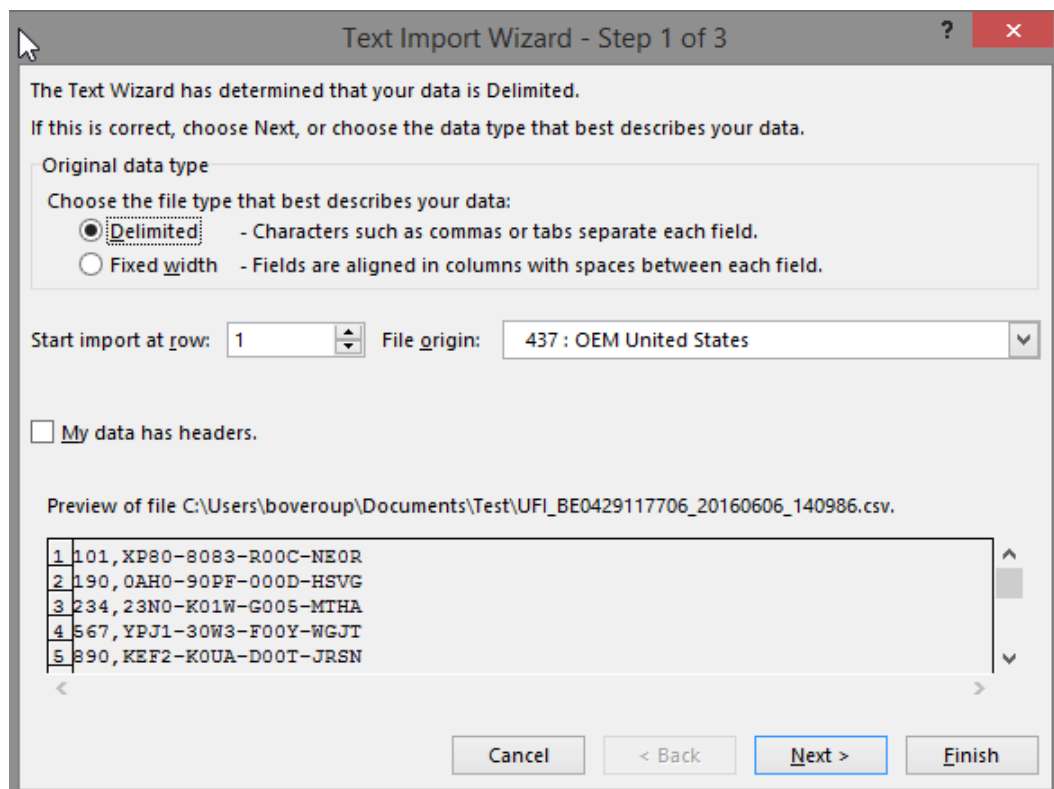 Text Import Wizard - Step 1 of 3 ? ×
The Text Wizard has determined that your data is Delimited.
If this is correct, choose Next, or choose the data type that best describes your data.
Original data type
Choose the file type that best describes your data:
Delimited - Characters such as commas or tabs separate each field.
Fixed width - Fields are aligned in columns with spaces between each field.
Start import at row: 1 File origin: 437 : OEM United States
My data has headers.
Preview of file C:\Users\boveroup\Documents\Test\UFI_BE0429117706_20160606_140986.csv.
1 101,XP80-8083-R00C-NE0R
2 190,0AH0-90PF-000D-HSVG
3 234,23N0-K01W-G005-MTHA
4 567,YPJ1-30W3-F00Y-WGJT
5 890,KEF2-K0UA-D00T-JRSN
Cancel < Back Next > Finish